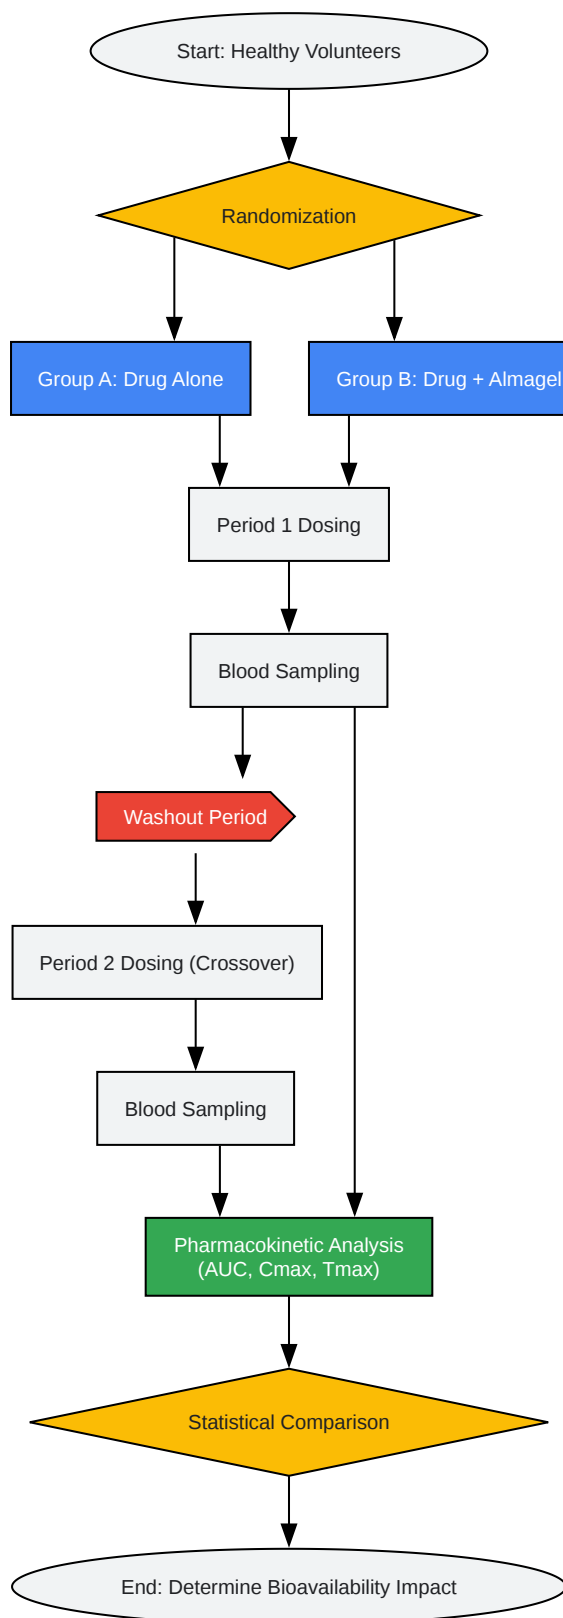 Start: Healthy Volunteers
Randomization
Group A: Drug Alone
Group B: Drug + Almagel
Period 1 Dosing
Blood Sampling
Washout Period
Period 2 Dosing (Crossover)
Blood Sampling
Pharmacokinetic Analysis
(AUC, Cmax, Tmax)
Statistical Comparison
End: Determine Bioavailability Impact